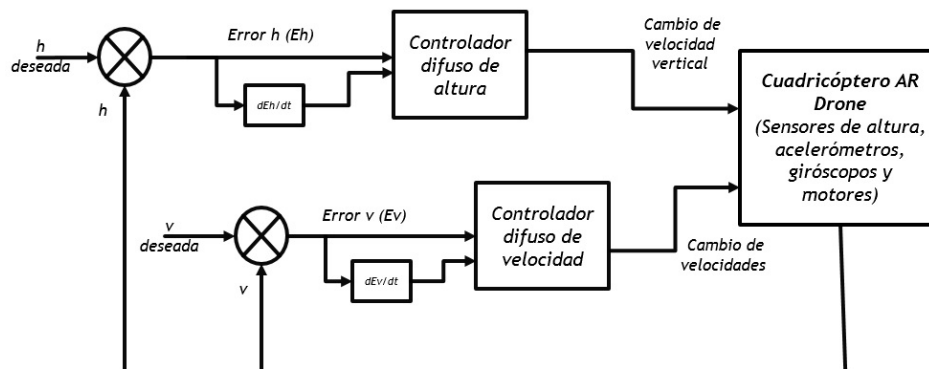 h
deseada
h
Error h (Eh)
dEh/dt
Controlador
difuso de
altura
Cambio de
velocidad
vertical
Cuadricóptero AR
Drone
(Sensores de altura,
acelerómetros,
giróscopos y
motores)
v
deseada
v
Error v (Ev)
dEv/dt
Controlador
difuso de
velocidad
Cambio de
velocidades